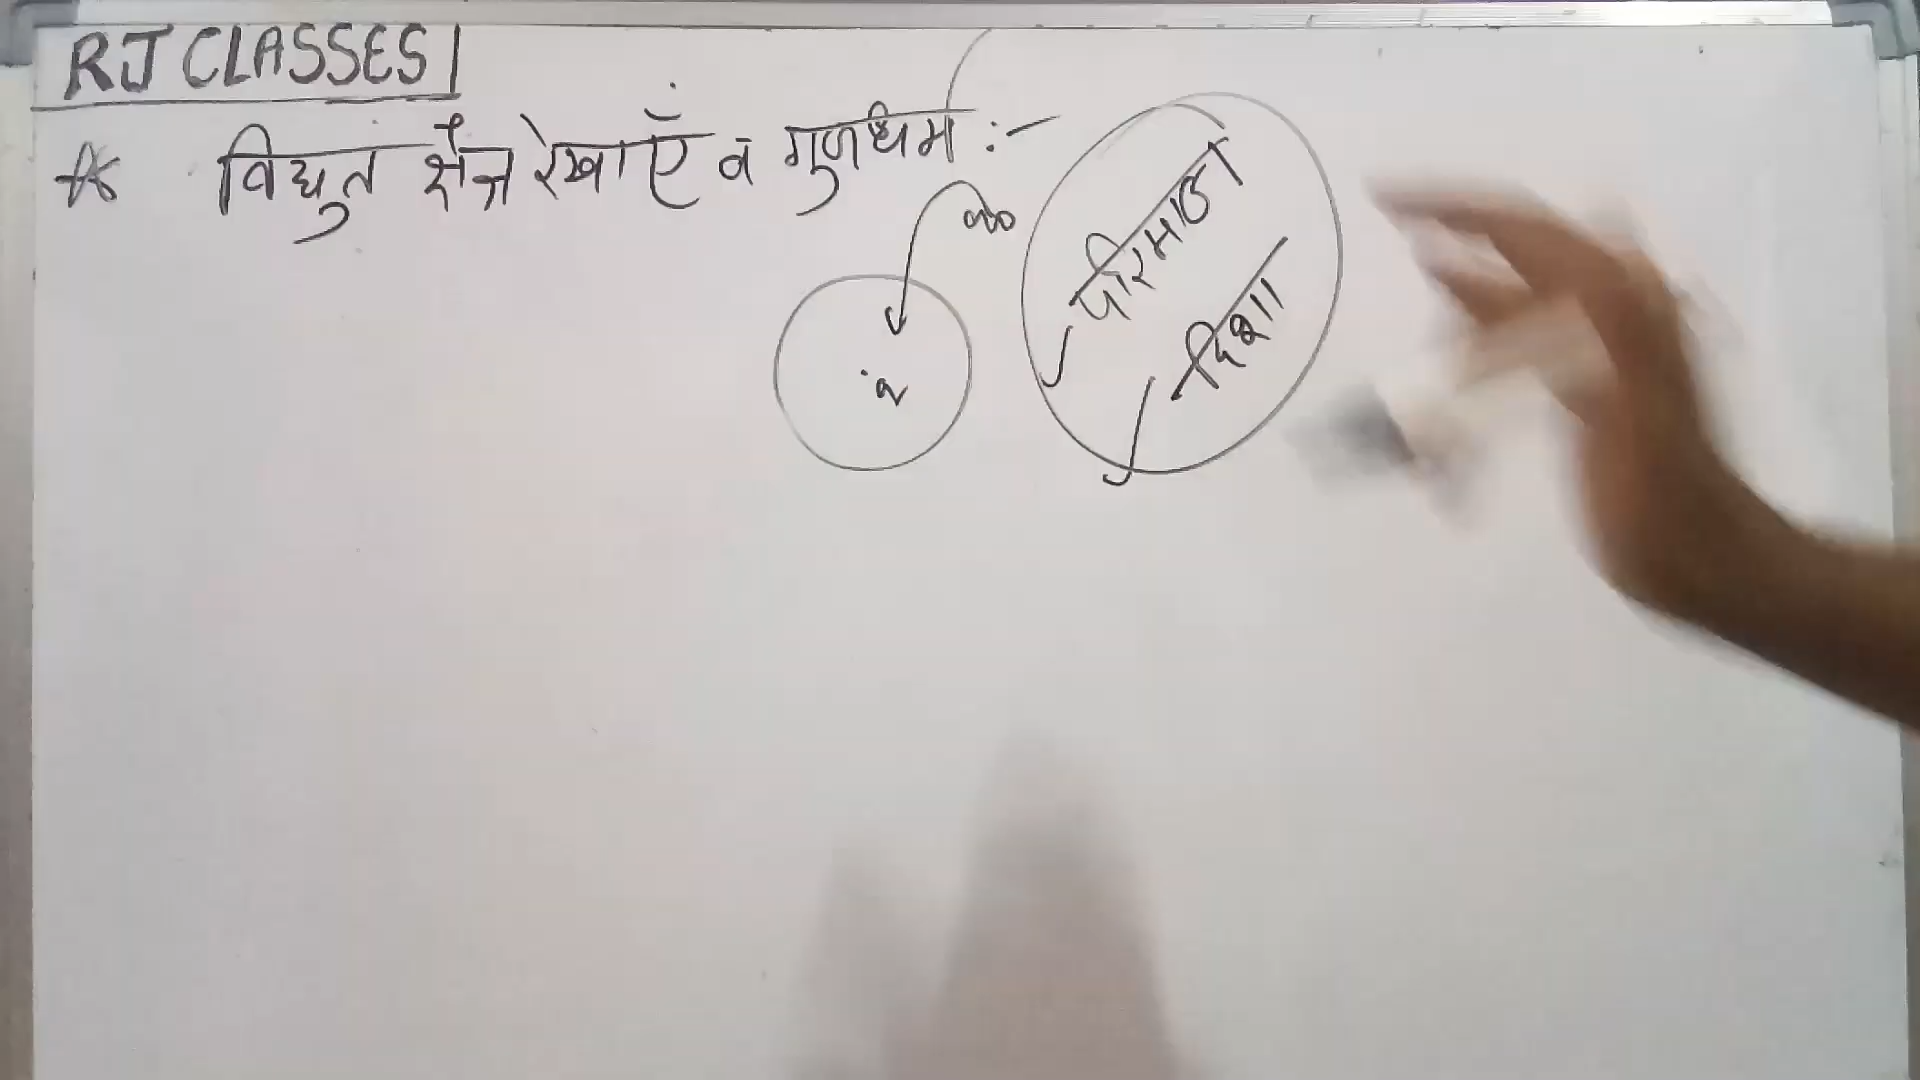 RJ CLASSES
* विद्युत क्षेत्र रेखाएँ व गुणधर्म :-
परिमाण
दिशा